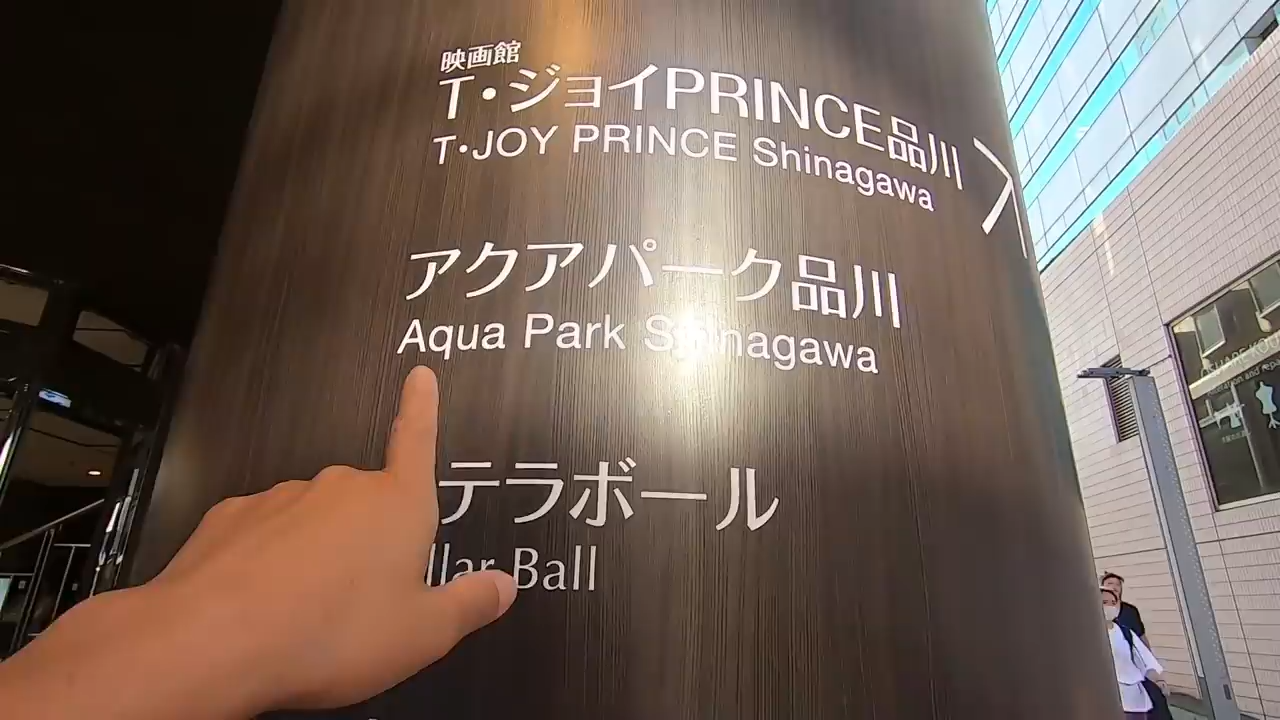 映画館
T・ジョイPRINCE品川
T・JOY PRINCE Shinagawa
アクアパーク品川
Aqua Park Shinagawa
テラボール
llar Ball